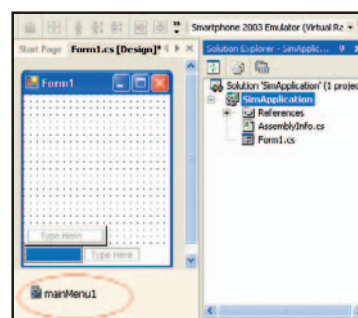 Smartphone 2003 Emulator (Virtual Ra
Start Page Form1.cs [Design]*
Solution Explorer - SimApplic...
Form1
Solution 'SimApplication' (1 projec
SimApplication
References
AssemblyInfo.cs
Form1.cs
Type Here
Type Here
mainMenu1